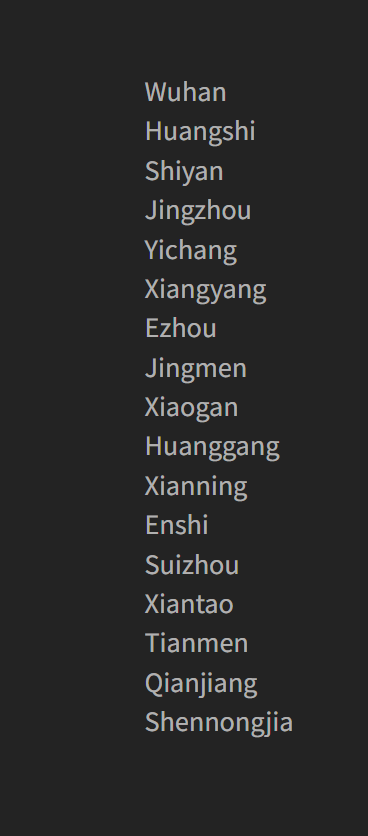 Wuhan
Huangshi
Shiyan
Jingzhou
Yichang
Xiangyang
Ezhou
Jingmen
Xiaogan
Huanggang
Xianning
Enshi
Suizhou
Xiantao
Tianmen
Qianjiang
Shennongjia